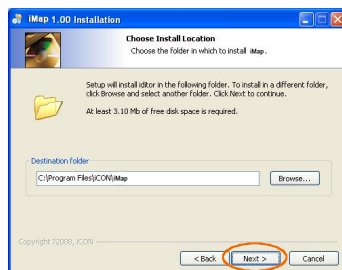 iMap 1.00 Installation
Choose Install Location
Choose the folder in which to install iMap.
Setup will install iditor in the following folder. To install in a different folder,
click Browse and select another folder. Click Next to continue.
At least 3.10 Mb of free disk space is required.
Destination folder
C:\Program Files\iCON\iMap
Browse...
Copyright ?2008, iCON
< Back
Next >
Cancel